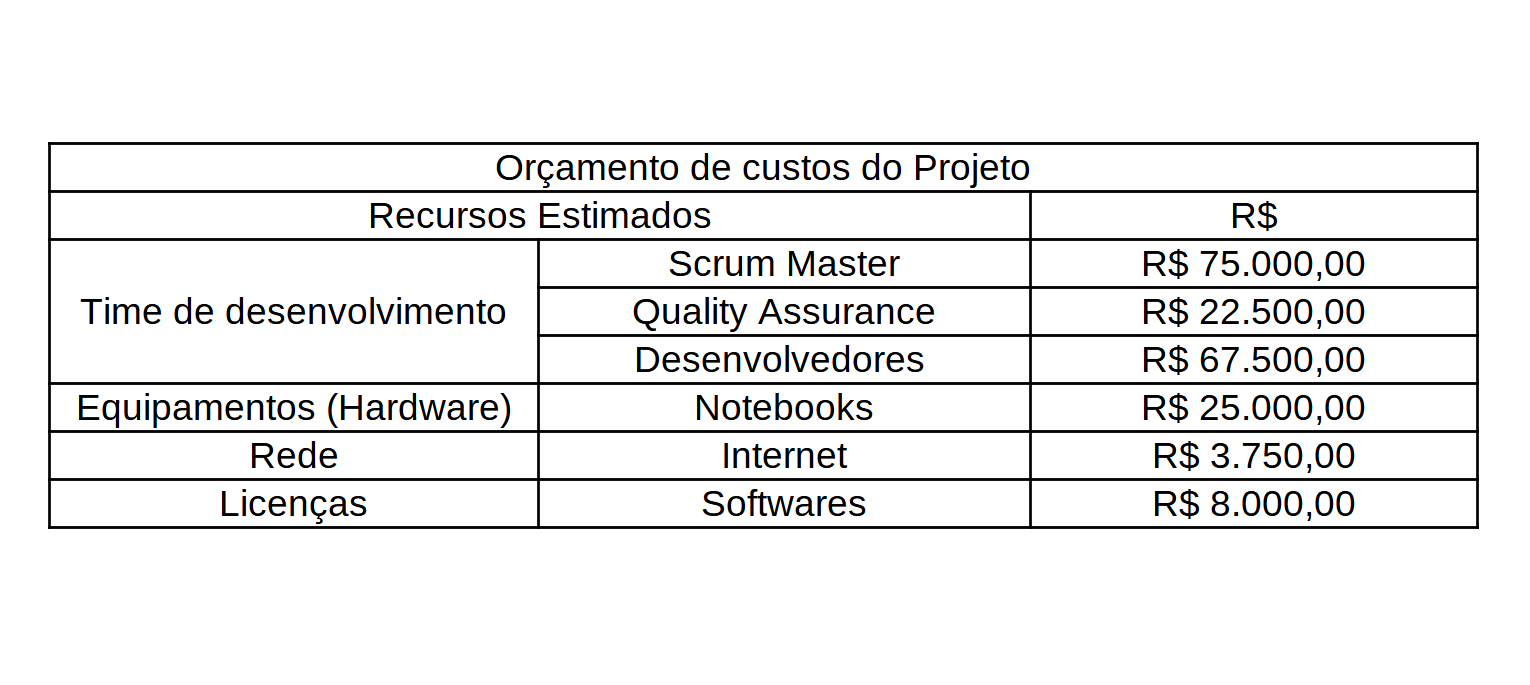 Orçamento de custos do Projeto
Recursos Estimados R$
Time de desenvolvimento
Scrum Master R$ 75.000,00
Quality Assurance R$ 22.500,00
Desenvolvedores R$ 67.500,00
Equipamentos (Hardware) Notebooks R$ 25.000,00
Rede Internet R$ 3.750,00
Licenças Softwares R$ 8.000,00